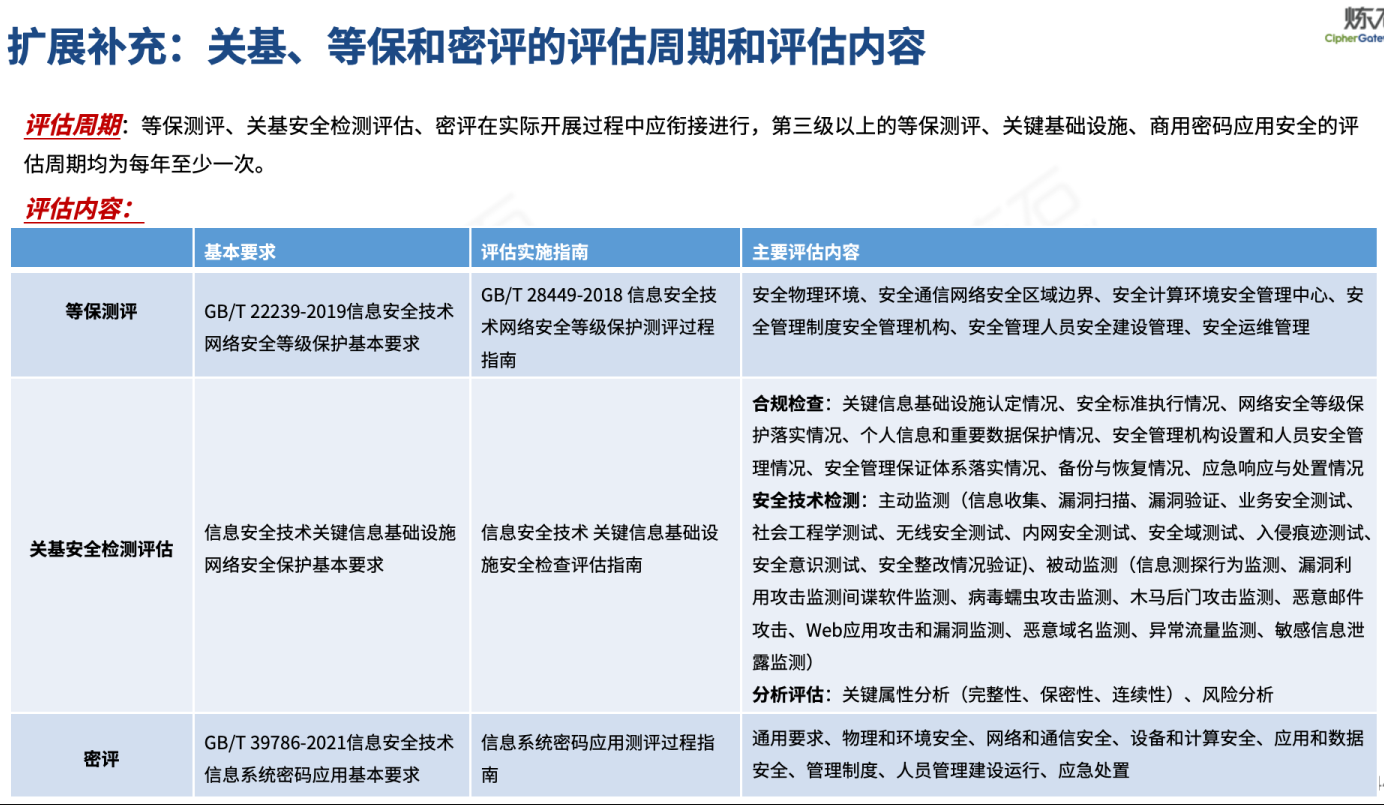 扩展补充：关基、等保和密评的评估周期和评估内容
CipherGate
评估周期：等保测评、关基安全检测评估、密评在实际开展过程中应衔接进行，第三级以上的等保测评、关键基础设施、商用密码应用安全的评
估周期均为每年至少一次。
评估内容：
基本要求
评估实施指南
主要评估内容
等保测评
GB/T 22239-2019信息安全技术
网络安全等级保护基本要求
GB/T 28449-2018 信息安全技
术网络安全等级保护测评过程
指南
安全物理环境、安全通信网络安全区域边界、安全计算环境安全管理中心、安
全管理制度安全管理机构、安全管理人员安全建设管理、安全运维管理
关基安全检测评估
信息安全技术关键信息基础设施
网络安全保护基本要求
信息安全技术 关键信息基础设
施安全检查评估指南
合规检查：关键信息基础设施认定情况、安全标准执行情况、网络安全等级保
护落实情况、个人信息和重要数据保护情况、安全管理机构设置和人员安全管
理情况、安全管理保证体系落实情况、备份与恢复情况、应急响应与处置情况
安全技术检测：主动监测（信息收集、漏洞扫描、漏洞验证、业务安全测试、
社会工程学测试、无线安全测试、内网安全测试、安全域测试、入侵痕迹测试、
安全意识测试、安全整改情况验证)、被动监测（信息测探行为监测、漏洞利
用攻击监测间谍软件监测、病毒蠕虫攻击监测、木马后门攻击监测、恶意邮件
攻击、Web应用攻击和漏洞监测、恶意域名监测、异常流量监测、敏感信息泄
露监测）
分析评估：关键属性分析（完整性、保密性、连续性）、风险分析
密评
GB/T 39786-2021信息安全技术
信息系统密码应用基本要求
信息系统密码应用测评过程指
南
通用要求、物理和环境安全、网络和通信安全、设备和计算安全、应用和数据
安全、管理制度、人员管理建设运行、应急处置